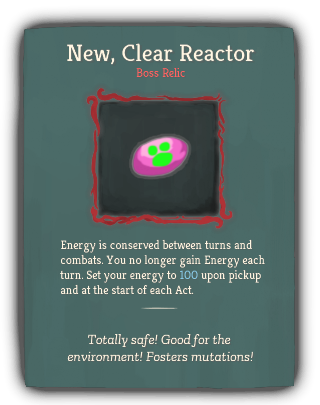 New, Clear Reactor
Boss Relic
Energy is conserved between turns and
combats. You no longer gain Energy each
turn. Set your energy to 100 upon pickup
and at the start of each Act.
Totally safe! Good for the
environment! Fosters mutations!